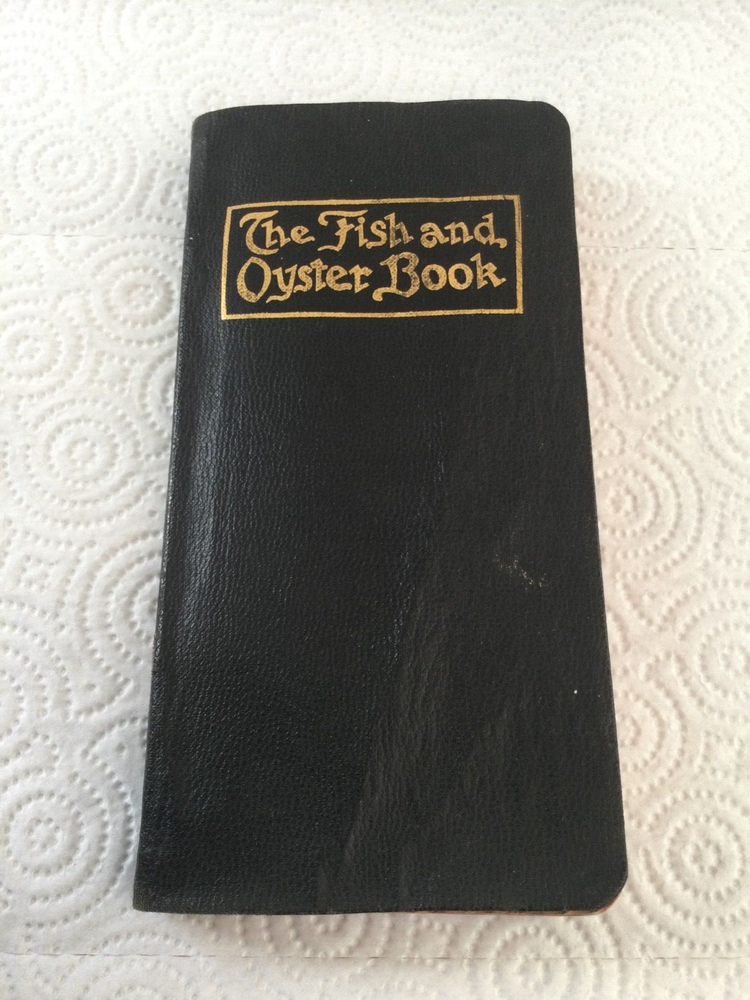 The Fish and
Oyster Book